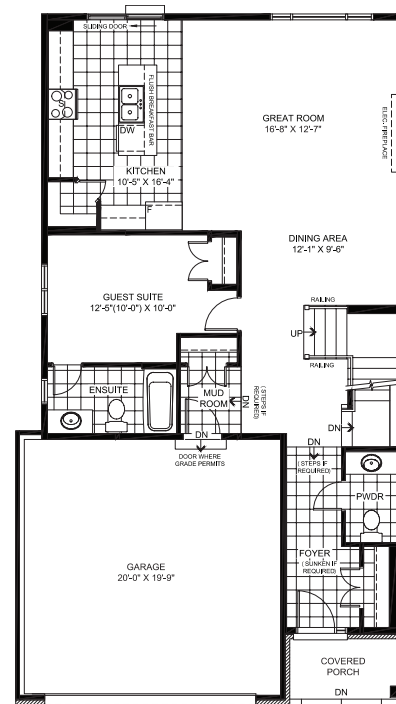 SLIDING DOOR
FLUSH BREAKFAST BAR
S
DW
KITCHEN
10'-5" X 16'-4"
F
GREAT ROOM
16'-8" X 12'-7"
ELEC. FIREPLACE
DINING AREA
12'-1" X 9'-6"
GUEST SUITE
12'-5"(10'-0") X 10'-0"
RAILING
UP
RAILING
ENSUITE
MUD
ROOM
DN
(STEPS IF
REQUIRED)
DN
DN
DOOR WHERE
GRADE PERMITS
DN
(STEPS IF
REQUIRED)
PWDR
FOYER
(SUNKEN IF
REQUIRED)
GARAGE
20'-0" X 19'-9"
COVERED
PORCH
DN